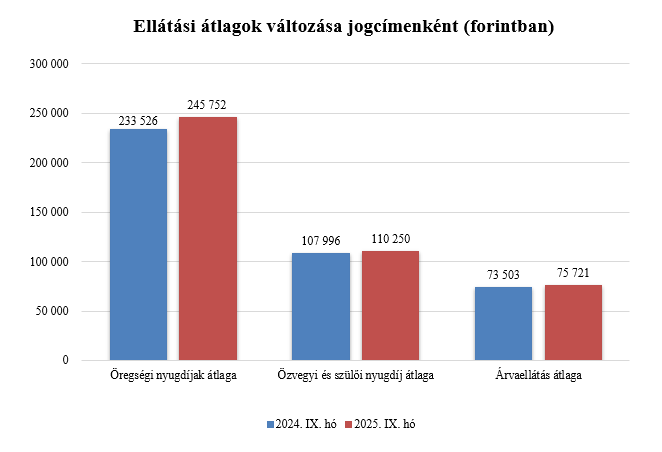 Ellátási átlagok változása jogcímenként (forintban)
300 000
250 000
200 000
150 000
100 000
50 000
0
233 526
245 752
107 996
110 250
73 503
75 721
Öregségi nyugdíjak átlaga
Özvegyi és szülői nyugdíj átlaga
Árvaellátás átlaga
2024. IX. hó
2025. IX. hó